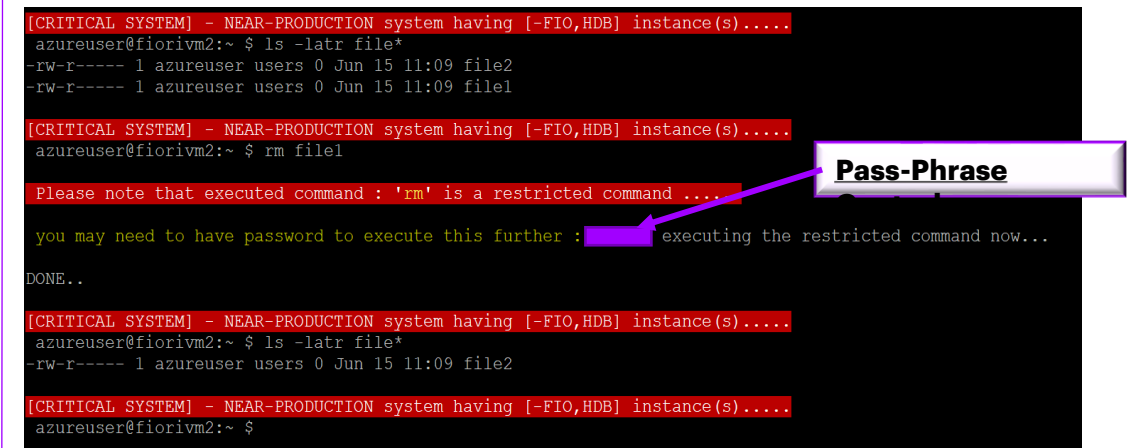 [CRITICAL SYSTEM] - NEAR-PRODUCTION system having [-FIO,HDB] instance(s).....
azureuser@fiorivm2:~ $ ls -latr file*
-rw-r----- 1 azureuser users 0 Jun 15 11:09 file2
-rw-r----- 1 azureuser users 0 Jun 15 11:09 file1
[CRITICAL SYSTEM] - NEAR-PRODUCTION system having [-FIO,HDB] instance(s).....
azureuser@fiorivm2:~ $ rm file1
Please note that executed command : 'rm' is a restricted command .....
Pass-Phrase
you may need to have password to execute this further : executing the restricted command now...
DONE..
[CRITICAL SYSTEM] - NEAR-PRODUCTION system having [-FIO,HDB] instance(s).....
azureuser@fiorivm2:~ $ ls -latr file*
-rw-r----- 1 azureuser users 0 Jun 15 11:09 file2
[CRITICAL SYSTEM] - NEAR-PRODUCTION system having [-FIO,HDB] instance(s).....
azureuser@fiorivm2:~ $